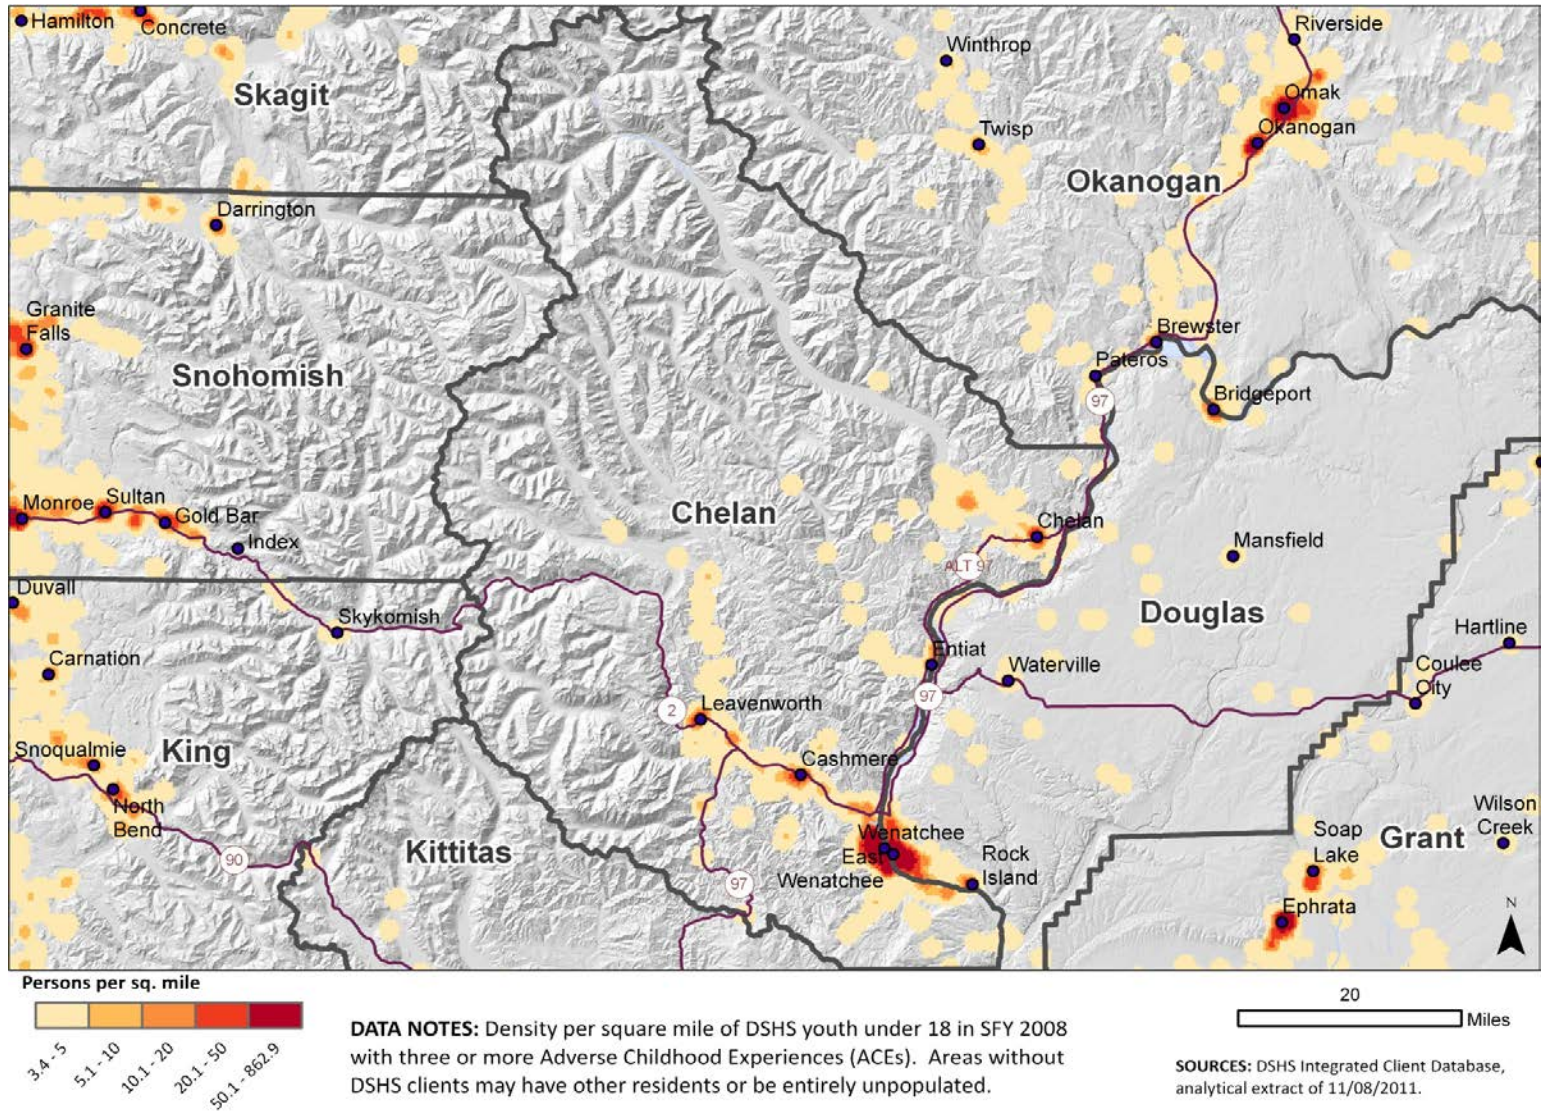 Hamilton
Concrete
Skagit
Winthrop
Riverside
Omak
Okanogan
Twisp
Okanogan
Darrington
Granite
Falls
Snohomish
Brewster
Pateros
97
Bridgeport
Monroe
Sultan
Gold Bar
Index
Chelan
Chelan
Mansfield
ALT 97
Duvall
Skykomish
Douglas
Hartline
Carnation
Entiat
Waterville
Coulee
City
97
2
Leavenworth
King
Snoqualmie
Cashmere
North
Bend
Wilson
Creek
Soap
Lake
Grant
90
Kittitas
Wenatchee
East
Wenatchee
Rock
Island
97
Ephrata
N
Persons per sq. mile
3.4 - 5
5.1 - 10
10.1 - 20
20.1 - 50
50.1 - 862.9
DATA NOTES: Density per square mile of DSHS youth under 18 in SFY 2008
with three or more Adverse Childhood Experiences (ACEs). Areas without
DSHS clients may have other residents or be entirely unpopulated.
20
Miles
SOURCES: DSHS Integrated Client Database,
analytical extract of 11/08/2011.